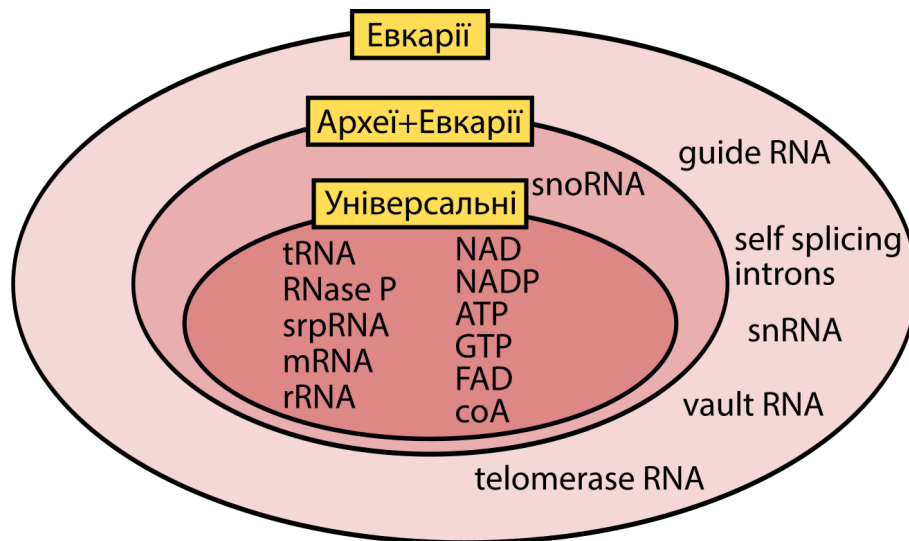 Евкарії
Археї+Евкарії
guide RNA
snoRNA
Універсальні
tRNA
RNase P
srpRNA
mRNA
rRNA
NAD
NADP
ATP
GTP
FAD
coA
self splicing
introns
snRNA
vault RNA
telomerase RNA